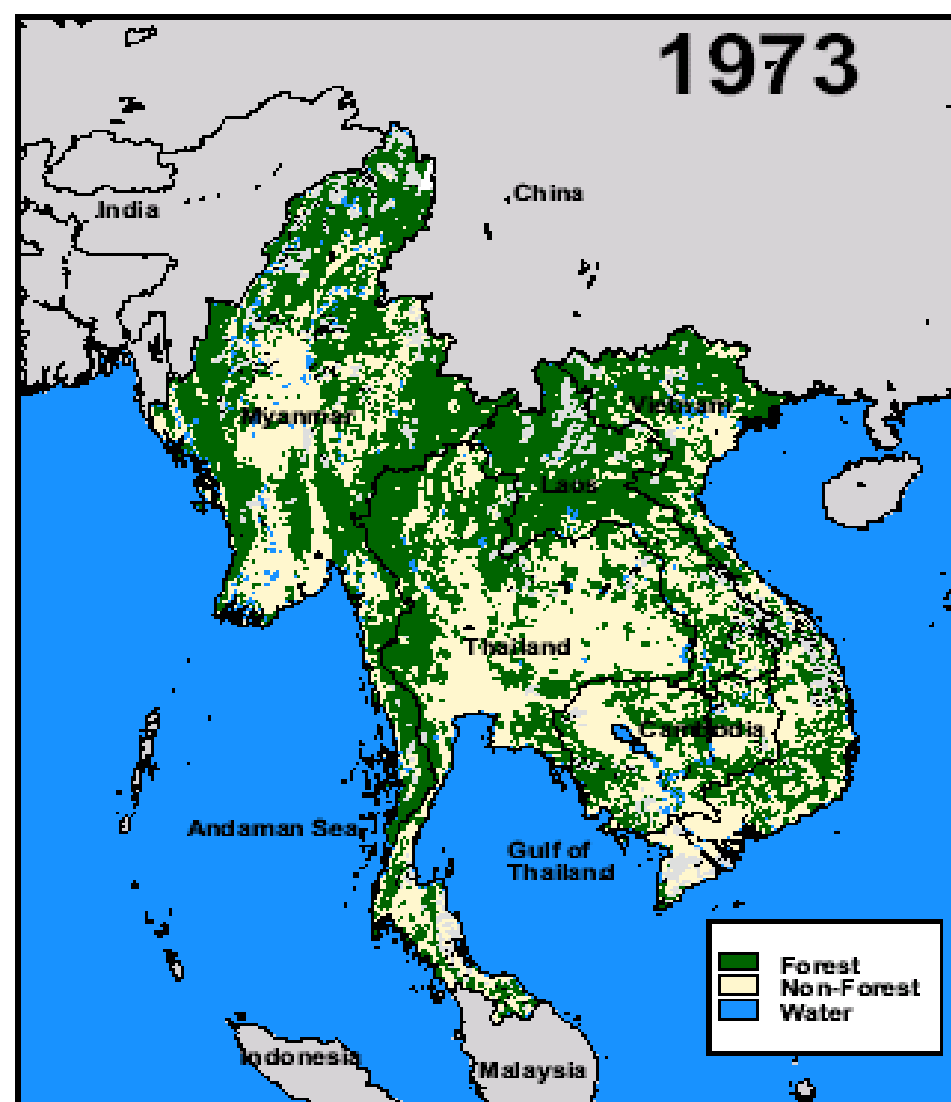 1973
China
India
Vietnam
Myanmar
Laos
Thailand
Cambodia
Andaman Sea
Gulf of
Thailand
Forest
Non-Forest
Water
Indonesia
Malaysia